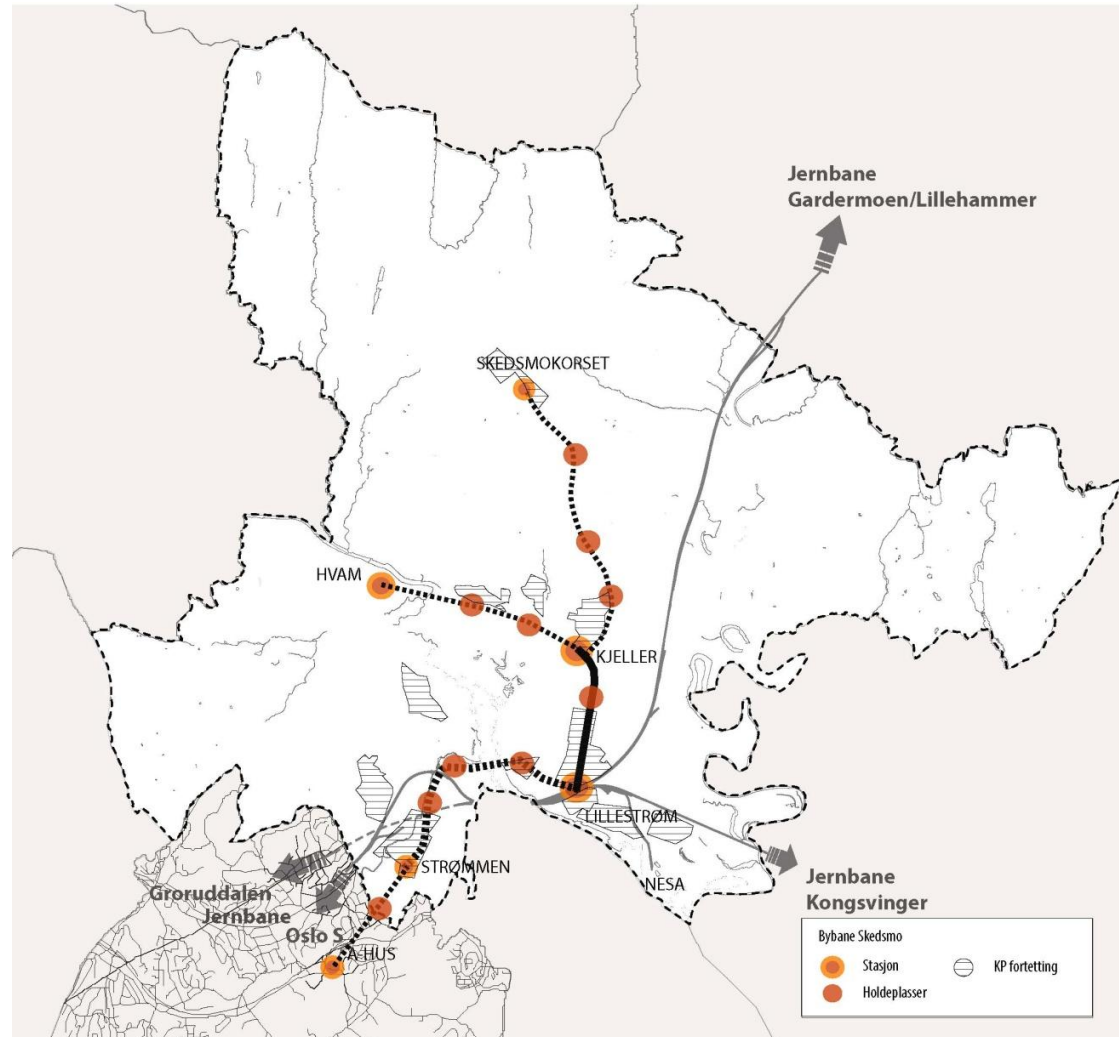 Jernbane
Gardermoen/Lillehammer
SKEDSMOKORSET
HVAM
KJELLER
LILLESTRØM
STRØMMEN
NESA
Groruddalen
Jernbane
Oslo S
A-HUS
Jernbane
Kongsvinger
Bybane Skedsmo
Stasjon
KP fortetting
Holdeplasser